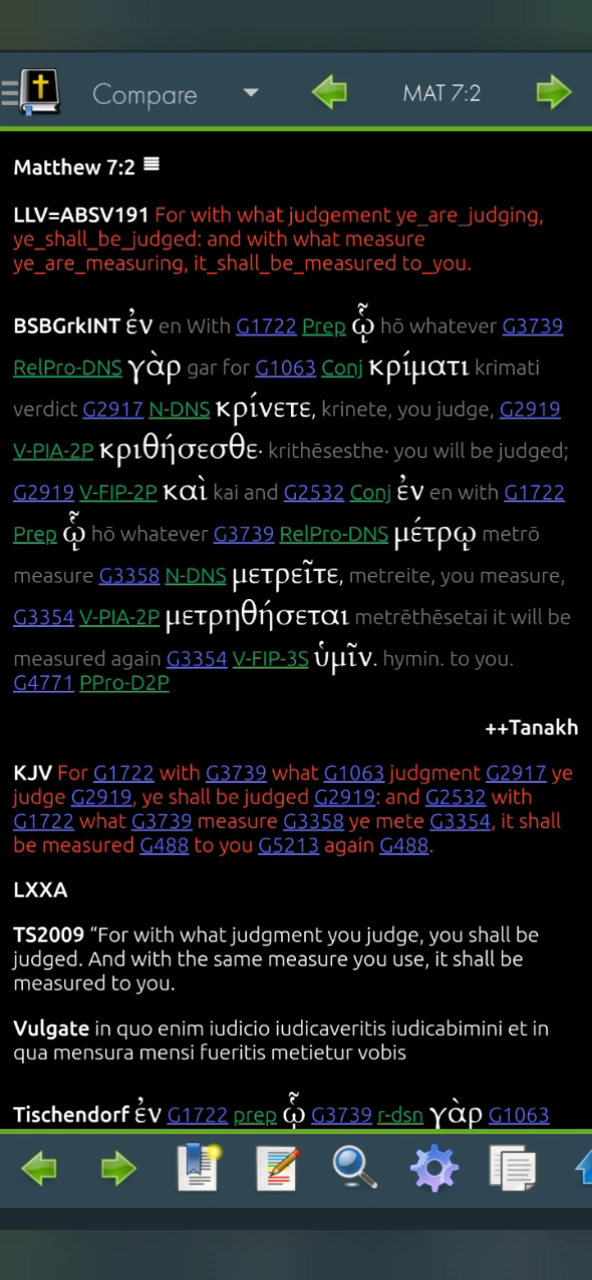 Compare MAT 7:2
Matthew 7:2
LLV=ABSV191 For with what judgement ye_are_judging,
ye_shall_be_judged: and with what measure
ye_are_measuring, it_shall_be_measured to_you.
BSBGrkINT ἐν en With G1722 Prep ᾧ hō whatever G3739
RelPro-DNS γὰρ gar for G1063 Conj κρίματι krimati
verdict G2917 N-DNS κρίνετε, krinete, you judge, G2919
V-PIA-2P κριθήσεσθε· krithēsesthe· you will be judged;
G2919 V-FIP-2P καὶ kai and G2532 Conj ἐν en with G1722
Prep ᾧ hō whatever G3739 RelPro-DNS μέτρῳ metrō
measure G3358 N-DNS μετρεῖτε, metreite, you measure,
G3354 V-PIA-2P μετρηθήσεται metrēthēsetai it will be
measured again G3354 V-FIP-3S ὑμῖν. hymin. to you.
G4771 PPro-D2P
++Tanakh
KJV For G1722 with G3739 what G1063 judgment G2917 ye
judge G2919, ye shall be judged G2919: and G2532 with
G1722 what G3739 measure G3358 ye mete G3354, it shall
be measured G488 to you G5213 again G488.
LXXA
TS2009 “For with what judgment you judge, you shall be
judged. And with the same measure you use, it shall be
measured to you.
Vulgate in quo enim iudicio iudicaveritis iudicabimini et in
qua mensura mensi fueritis metietur vobis
Tischendorf ἐν G1722 prep ᾧ G3739 r-dsn γὰρ G1063